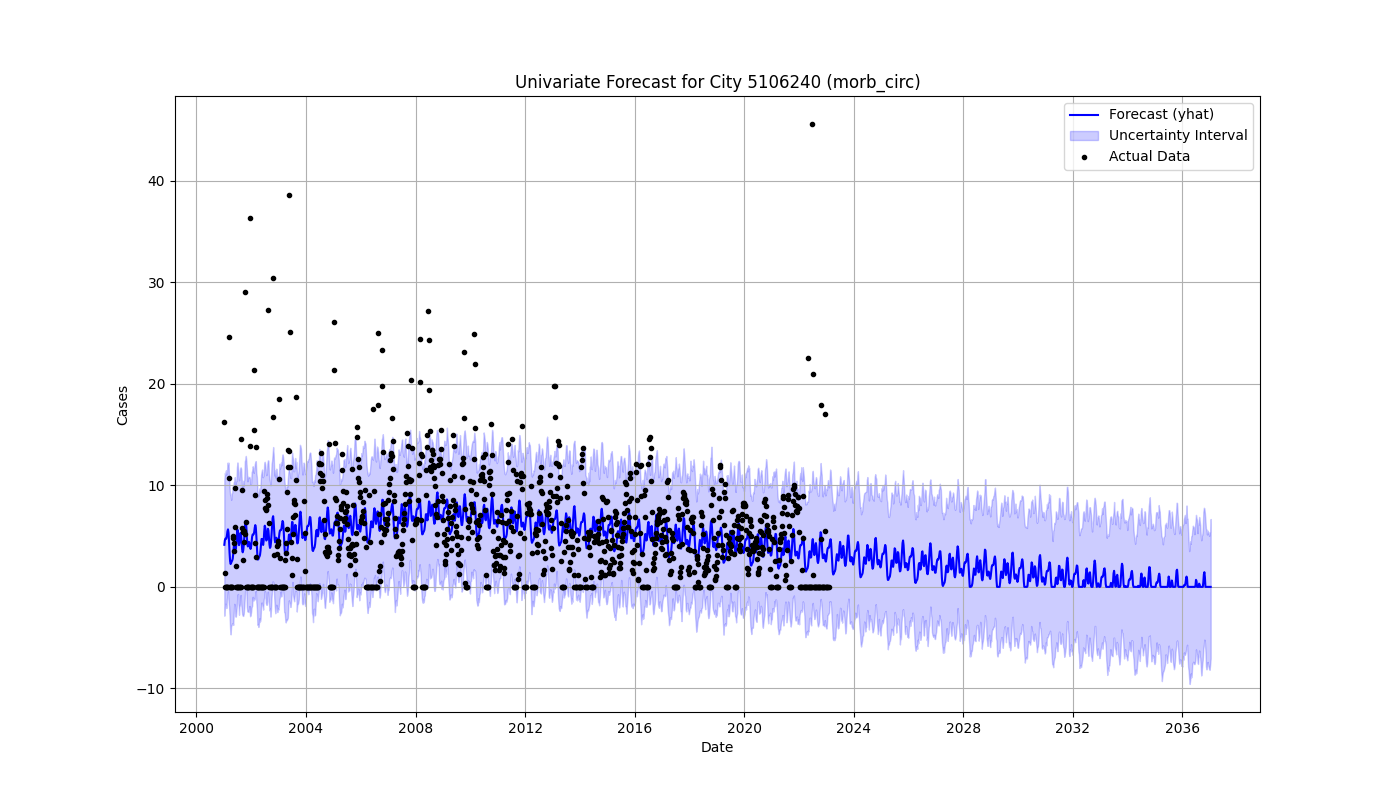 Univariate Forecast for City 5106240 (morb_circ)
Forecast (yhat)
Uncertainty Interval
Actual Data
Cases
40
30
20
10
0
−10
2000 2004 2008 2012 2016 2020 2024 2028 2032 2036
Date